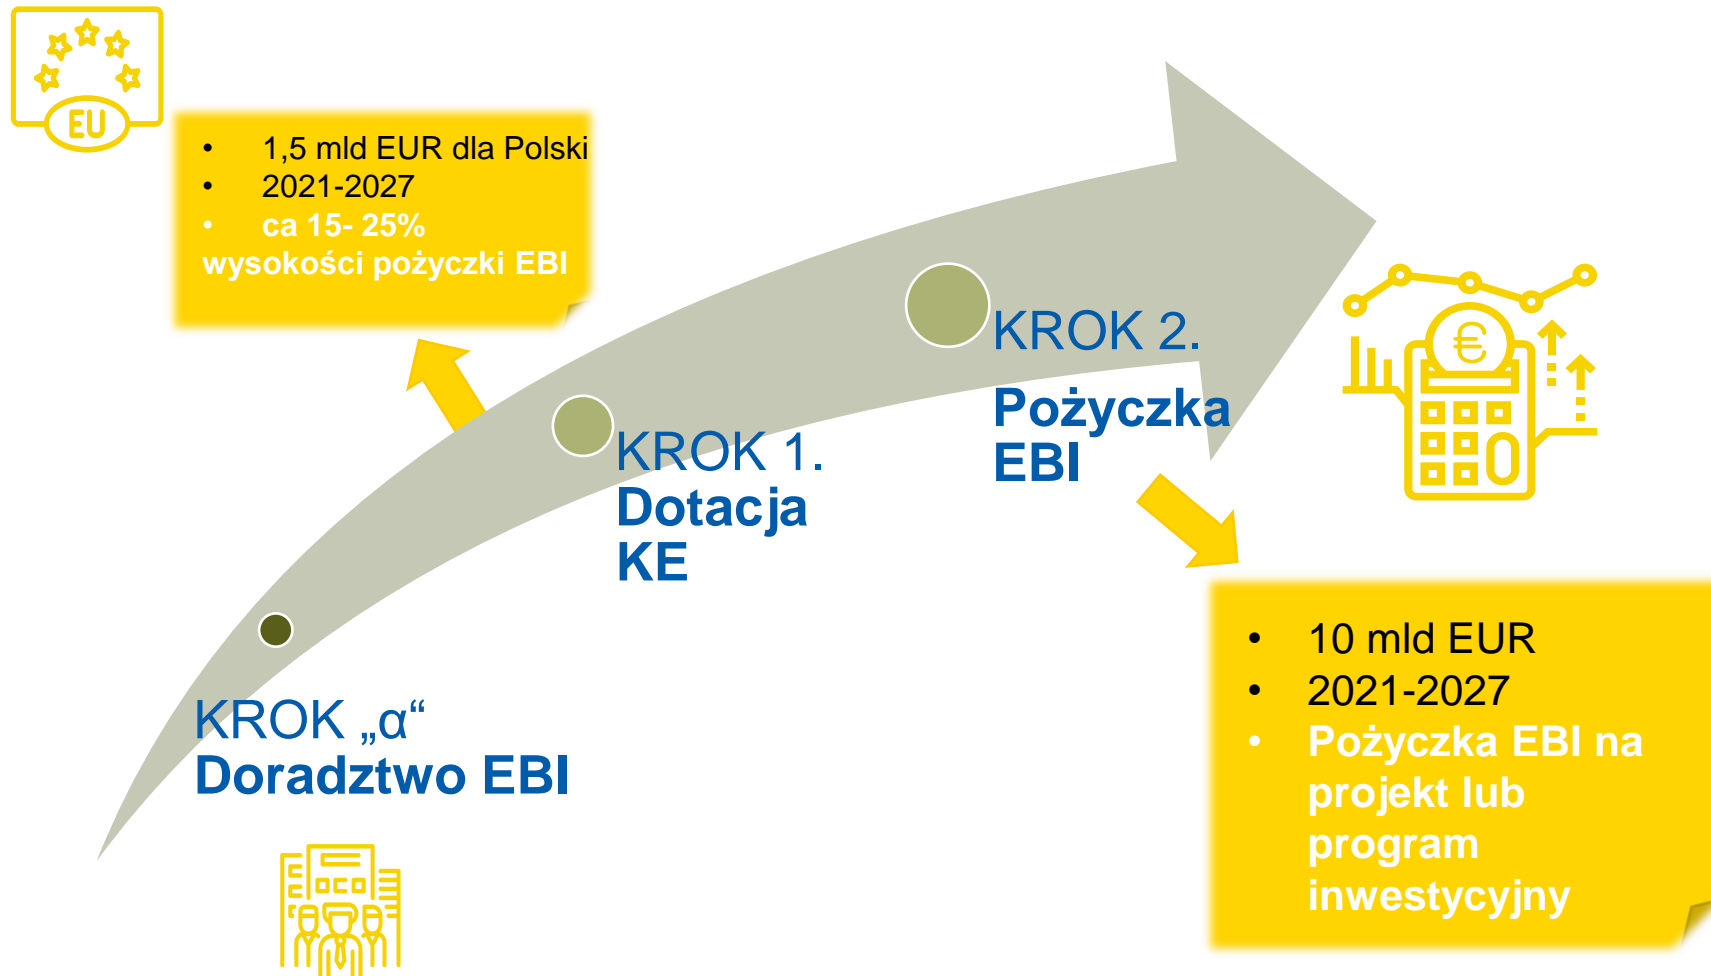 EU
• 1,5 mld EUR dla Polski
• 2021-2027
• ca 15- 25%
wysokości pożyczki EBI
KROK 2.
Pożyczka
EBI
€
KROK 1.
Dotacja
KE
KROK „α“
Doradztwo EBI
• 10 mld EUR
• 2021-2027
• Pożyczka EBI na
projekt lub
program
inwestycyjny